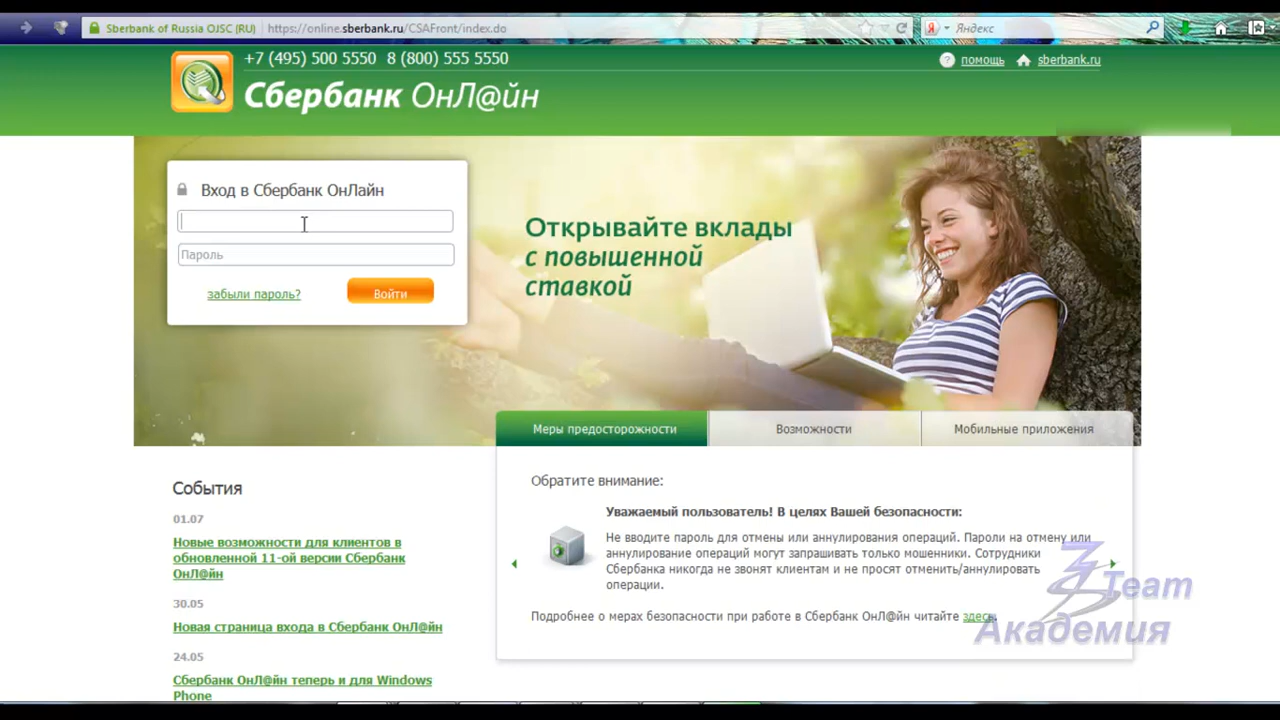 Sberbank of Russia OJSC (RU) https://online.sberbank.ru/CSAFront/index.do
Яндекс
+7 (495) 500 5550 8 (800) 555 5550
помощь
sberbank.ru
Сбербанк ОнЛ@йн
Вход в Сбербанк ОнЛайн
Пароль
забыли пароль?
Войти
Открывайте вклады
с повышенной
ставкой
Меры предосторожности
Возможности
Мобильные приложения
События
01.07
Новые возможности для клиентов в
обновленной 11-ой версии Сбербанк
ОнЛ@йн
30.05
Новая страница входа в Сбербанк ОнЛ@йн
24.05
Сбербанк ОнЛ@йн теперь и для Windows
Phone
Обратите внимание:
Уважаемый пользователь! В целях Вашей безопасности:
Не вводите пароль для отмены или аннулирования операций. Пароли на отмену или
аннулирование операций могут запрашивать только мошенники. Сотрудники
Сбербанка никогда не звонят клиентам и не просят отменить/аннулировать
операции.
Подробнее о мерах безопасности при работе в Сбербанк ОнЛ@йн читайте здесь.
Team
Академия